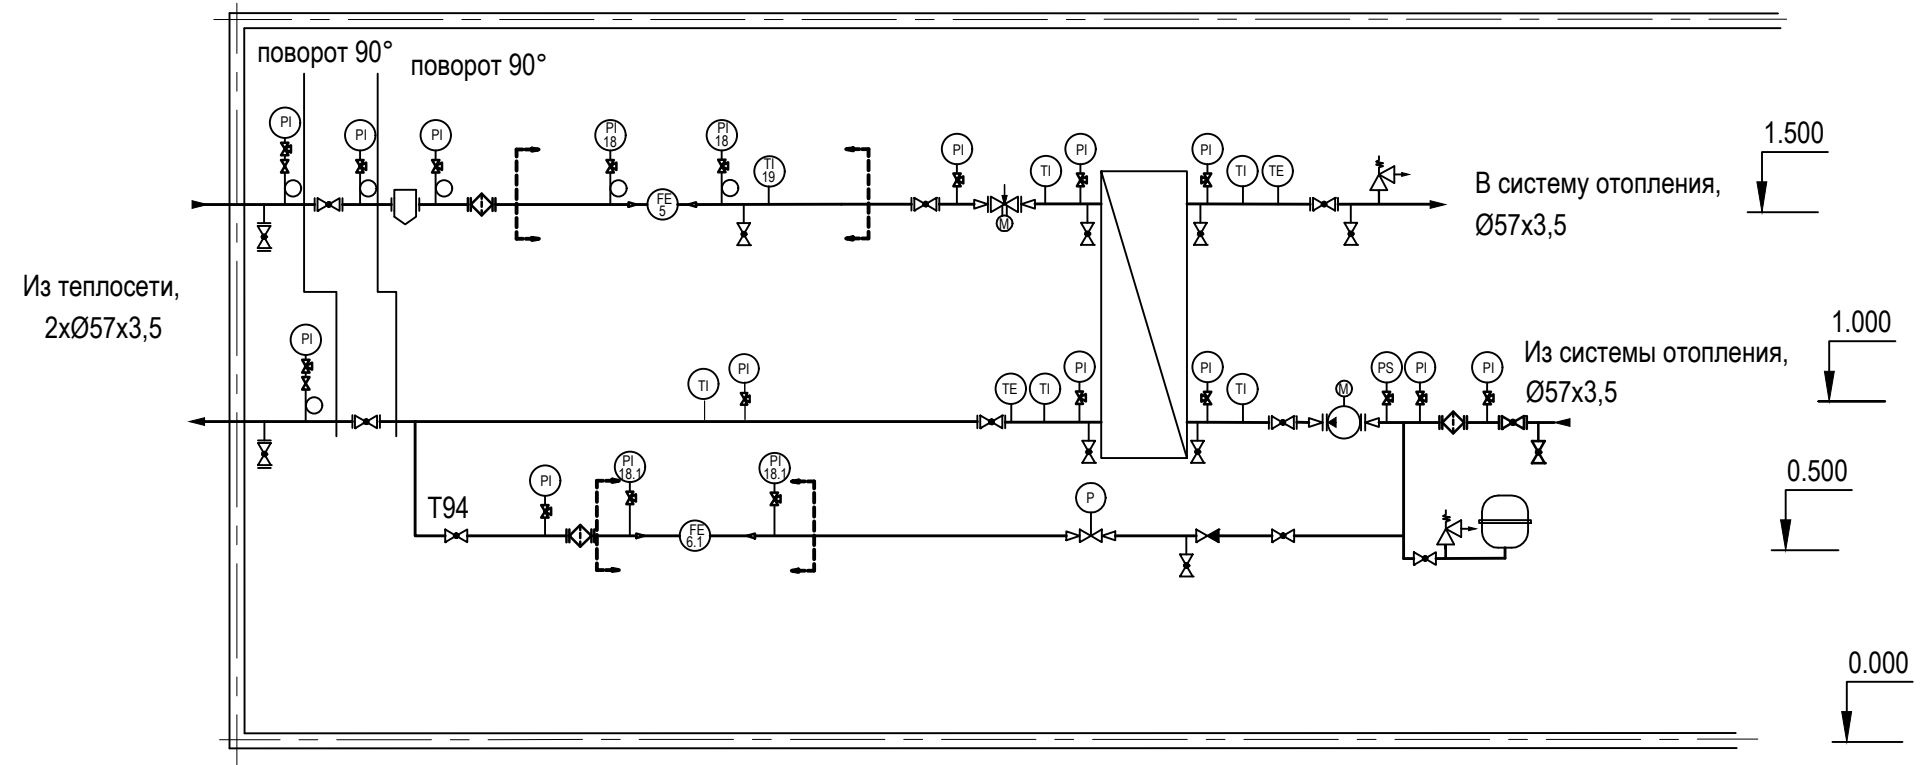 поворот 90°
поворот 90°
PI
PI
PI
PI
18
PI
18
TI
19
FE
5
PI
M
TI
PI
PI
TI
TE
1.500
В систему отопления,
Ø57х3,5
Из теплосети,
2хØ57х3,5
PI
TI
PI
TE
TI
PI
PI
TI
M
PS
PI
PI
1.000
Из системы отопления,
Ø57х3,5
T94
PI
PI
18.1
FE
6.1
PI
18.1
P
0.500
0.000